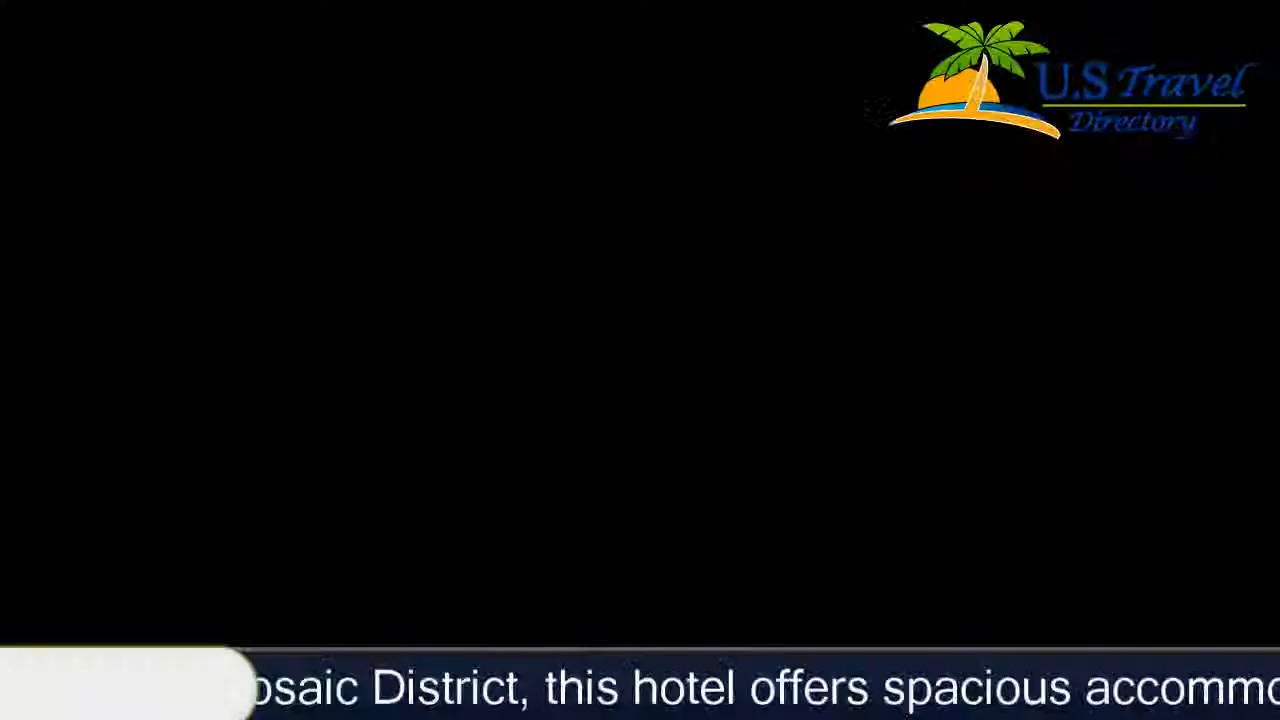 U.S Travel
Directory
osaic District, this hotel offers spacious accommo